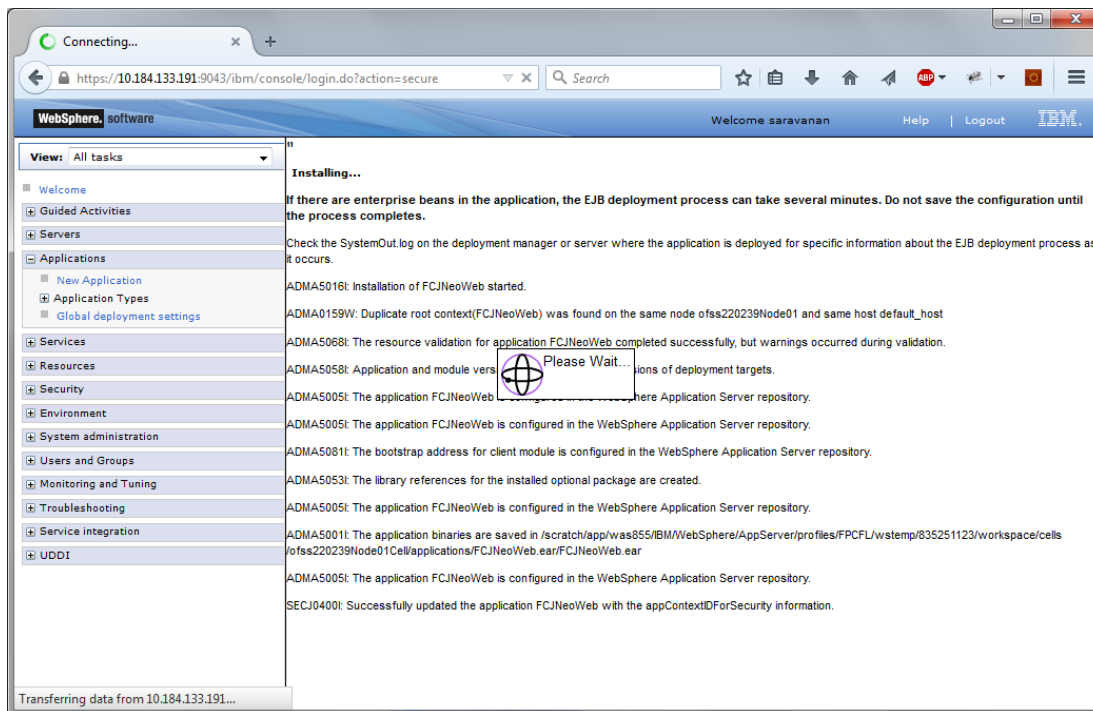 Connecting...
https://10.184.133.191:9043/ibm/console/login.do?action=secure
Search
ABP
WebSphere. software
Welcome saravanan
Help | Logout
IBM.
View: All tasks
Welcome
Guided Activities
Servers
Applications
New Application
Application Types
Global deployment settings
Services
Resources
Security
Environment
System administration
Users and Groups
Monitoring and Tuning
Troubleshooting
Service integration
UDDI
"
Installing...
If there are enterprise beans in the application, the EJB deployment process can take several minutes. Do not save the configuration until
the process completes.
Check the SystemOut.log on the deployment manager or server where the application is deployed for specific information about the EJB deployment process as
it occurs.
ADMA5016I: Installation of FCJNeoWeb started.
ADMA0159W: Duplicate root context(FCJNeoWeb) was found on the same node ofss220239Node01 and same host default_host
ADMA5068I: The resource validation for application FCJNeoWeb completed successfully, but warnings occurred during validation.
Please Wait...
ADMA5058I: Application and module vers sions of deployment targets.
ADMA5005I: The application FCJNeoWeb is configured in the WebSphere Application Server repository.
ADMA5005I: The application FCJNeoWeb is configured in the WebSphere Application Server repository.
ADMA5081I: The bootstrap address for client module is configured in the WebSphere Application Server repository.
ADMA5053I: The library references for the installed optional package are created.
ADMA5005I: The application FCJNeoWeb is configured in the WebSphere Application Server repository.
ADMA5001I: The application binaries are saved in /scratch/app/was855/IBM/WebSphere/AppServer/profiles/FPCFL/wstemp/835251123/workspace/cells
/ofss220239Node01Cell/applications/FCJNeoWeb.ear/FCJNeoWeb.ear
ADMA5005I: The application FCJNeoWeb is configured in the WebSphere Application Server repository.
SECJ0400I: Successfully updated the application FCJNeoWeb with the appContextIDForSecurity information.
Transferring data from 10.184.133.191...